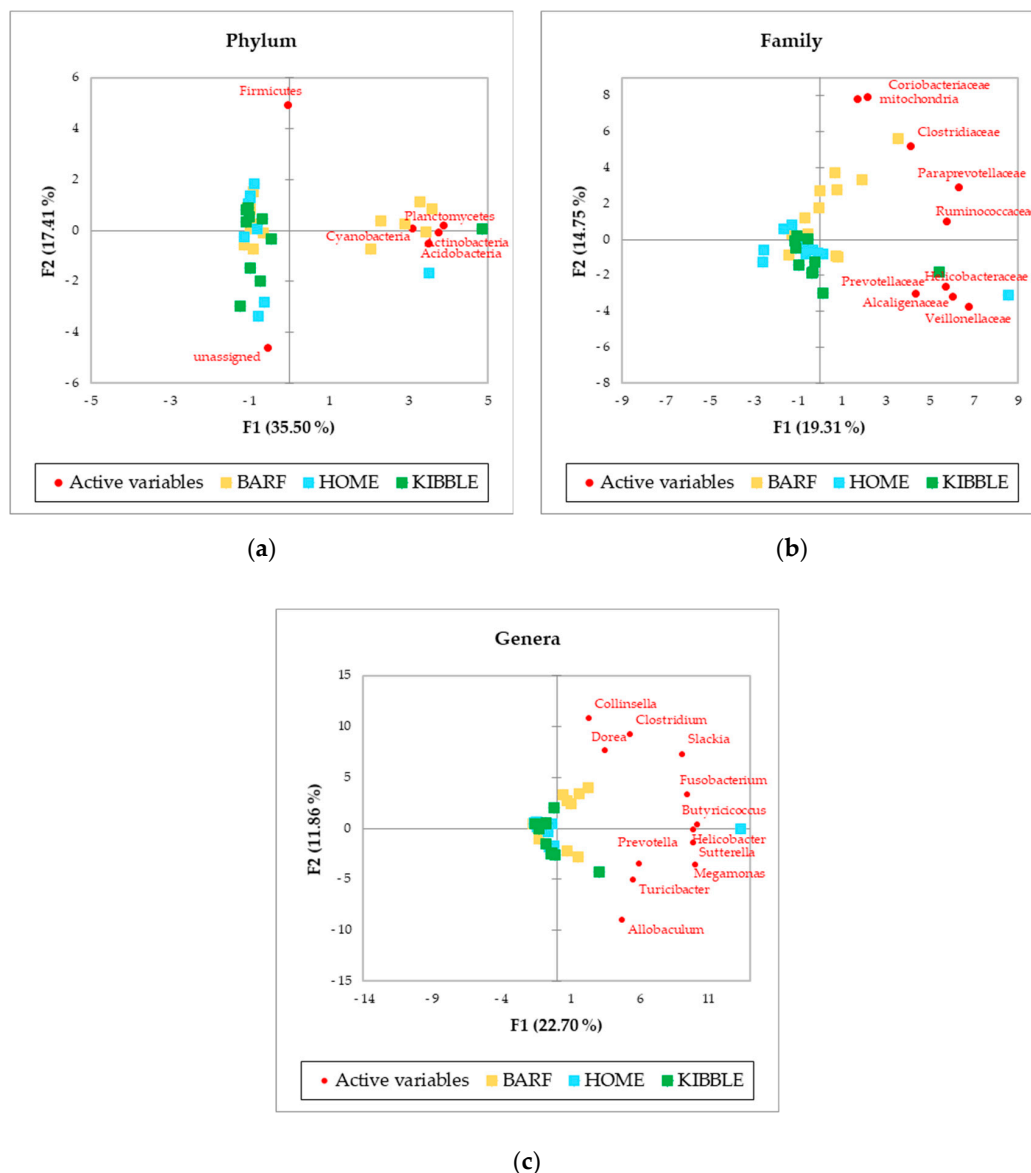 Phylum
6
Firmicutes
4
2
Planctomycetes
0
Cyanobacteria
Actinobacteria
Acidobacteria
-2
-4
unassigned
-6
-5 -3 -1 1 3 5
F2 (17.41 %)
F1 (35.50 %)
Active variables BARF HOME KIBBLE
(a)
Family
8
Coriobacteriaceae
mitochondria
6
Clostridiaceae
4
Paraprevotellaceae
2
Ruminococcaceae
0
-2
Prevotellaceae
Helicobacteraceae
Alcaligenaceae
-4
Veillonellaceae
-6
-8
-9 -7 -5 -3 -1 1 3 5 7 9
F2 (14.75 %)
F1 (19.31 %)
Active variables BARF HOME KIBBLE
(b)
Genera
15
Collinsella
10
Clostridium
Dorea
Slackia
5
Fusobacterium
Butyricicoccus
0
Prevotella
Helicobacter
Sutterella
Megamonas
-5
Turicibacter
-10
Allobaculum
-15
-14 -9 -4 1 6 11
F2 (11.86 %)
F1 (22.70 %)
Active variables BARF HOME KIBBLE
(c)